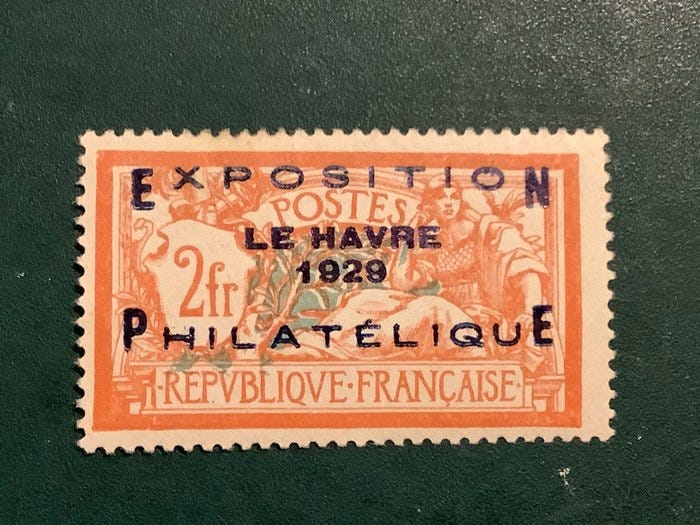 EXPOSITION
POSTES
LE HAVRE
2fr
1929
PHILATÉLIQUE
REPVBLIQVE·FRANÇAISE